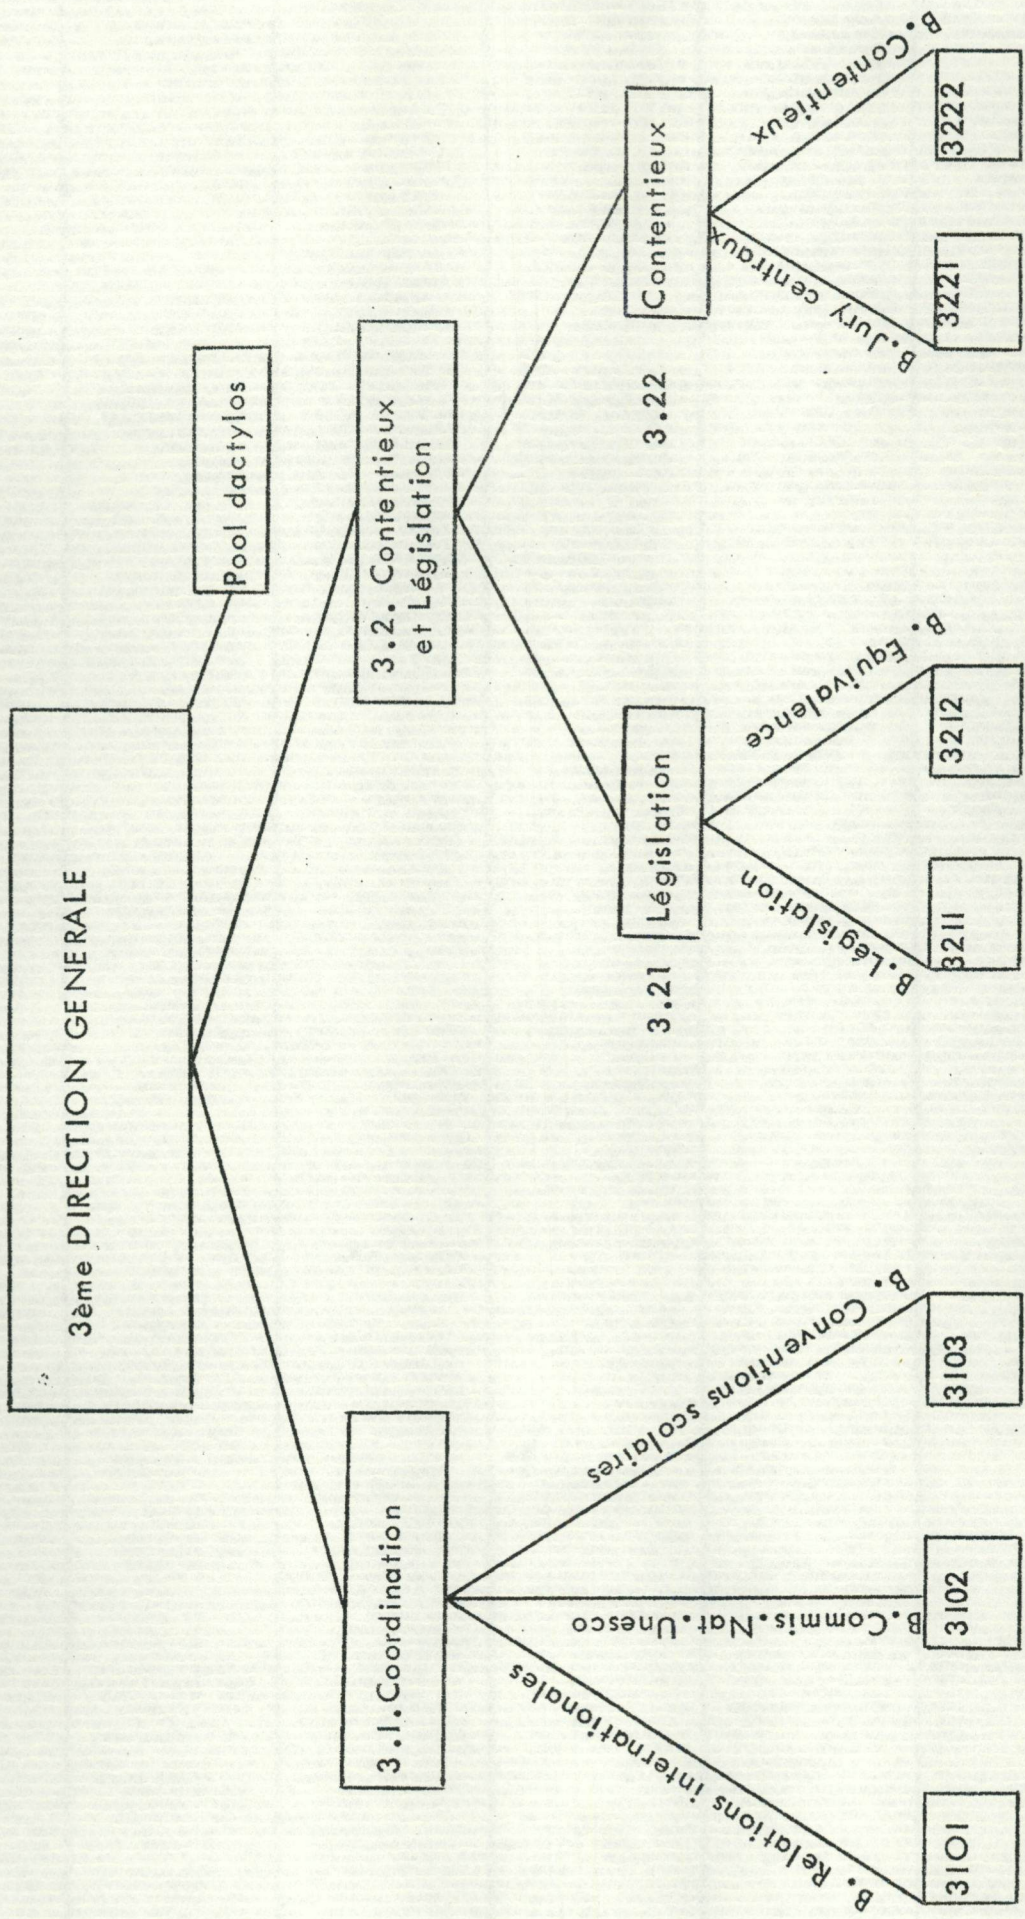 3ème DIRECTION GENERALE
Pool dactylos
3.1. Coordination
3.2. Contentieux
et Législation
B. Relations internationales
B. Commis. Nat. Unesco
B. Conventions scolaires
3.21
Législation
3.22
Contentieux
B. Législation
B. Equivalence
B. Jury centraux
B. Contentieux
3101
3102
3103
3211
3212
3221
3222